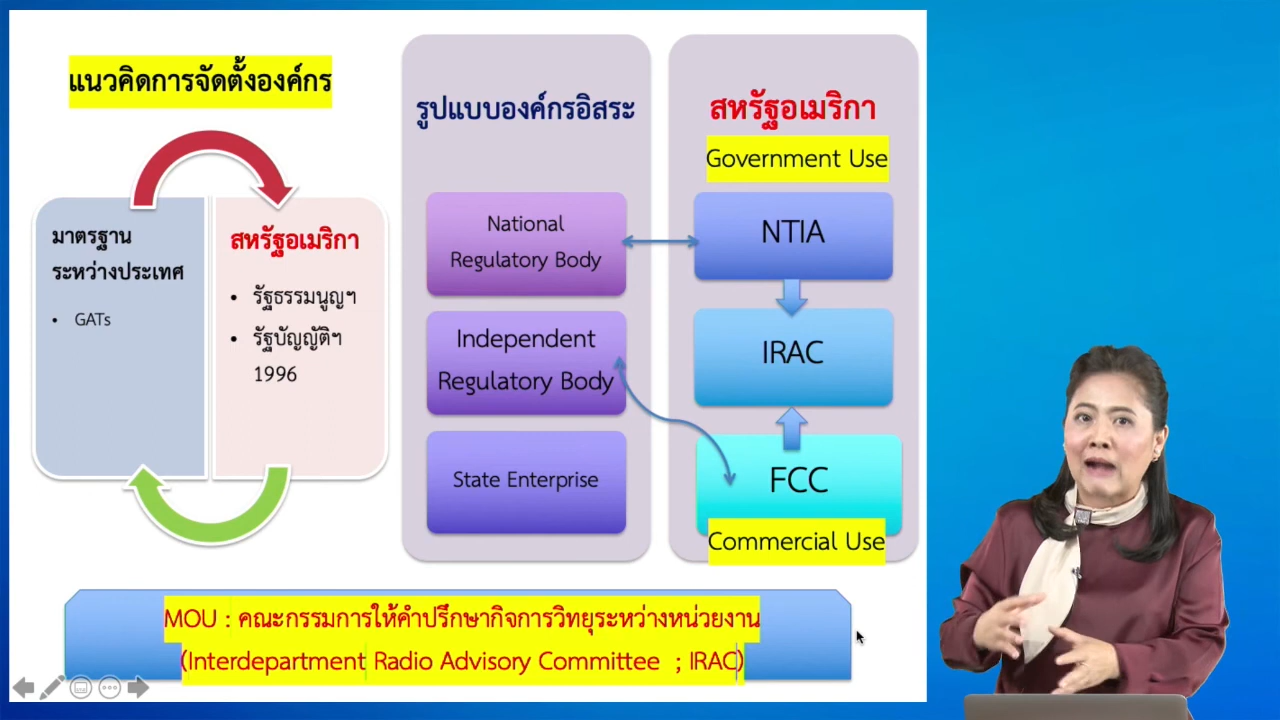 แนวคิดการจัดตั้งองค์กร
มาตรฐาน
ระหว่างประเทศ
• GATs
สหรัฐอเมริกา
• รัฐธรรมนูญฯ
• รัฐบัญญัติฯ
1996
รูปแบบองค์กรอิสระ
National
Regulatory Body
Independent
Regulatory Body
State Enterprise
สหรัฐอเมริกา
Government Use
NTIA
IRAC
FCC
Commercial Use
MOU : คณะกรรมการให้คำปรึกษากิจการวิทยุระหว่างหน่วยงาน
(Interdepartment Radio Advisory Committee ; IRAC)